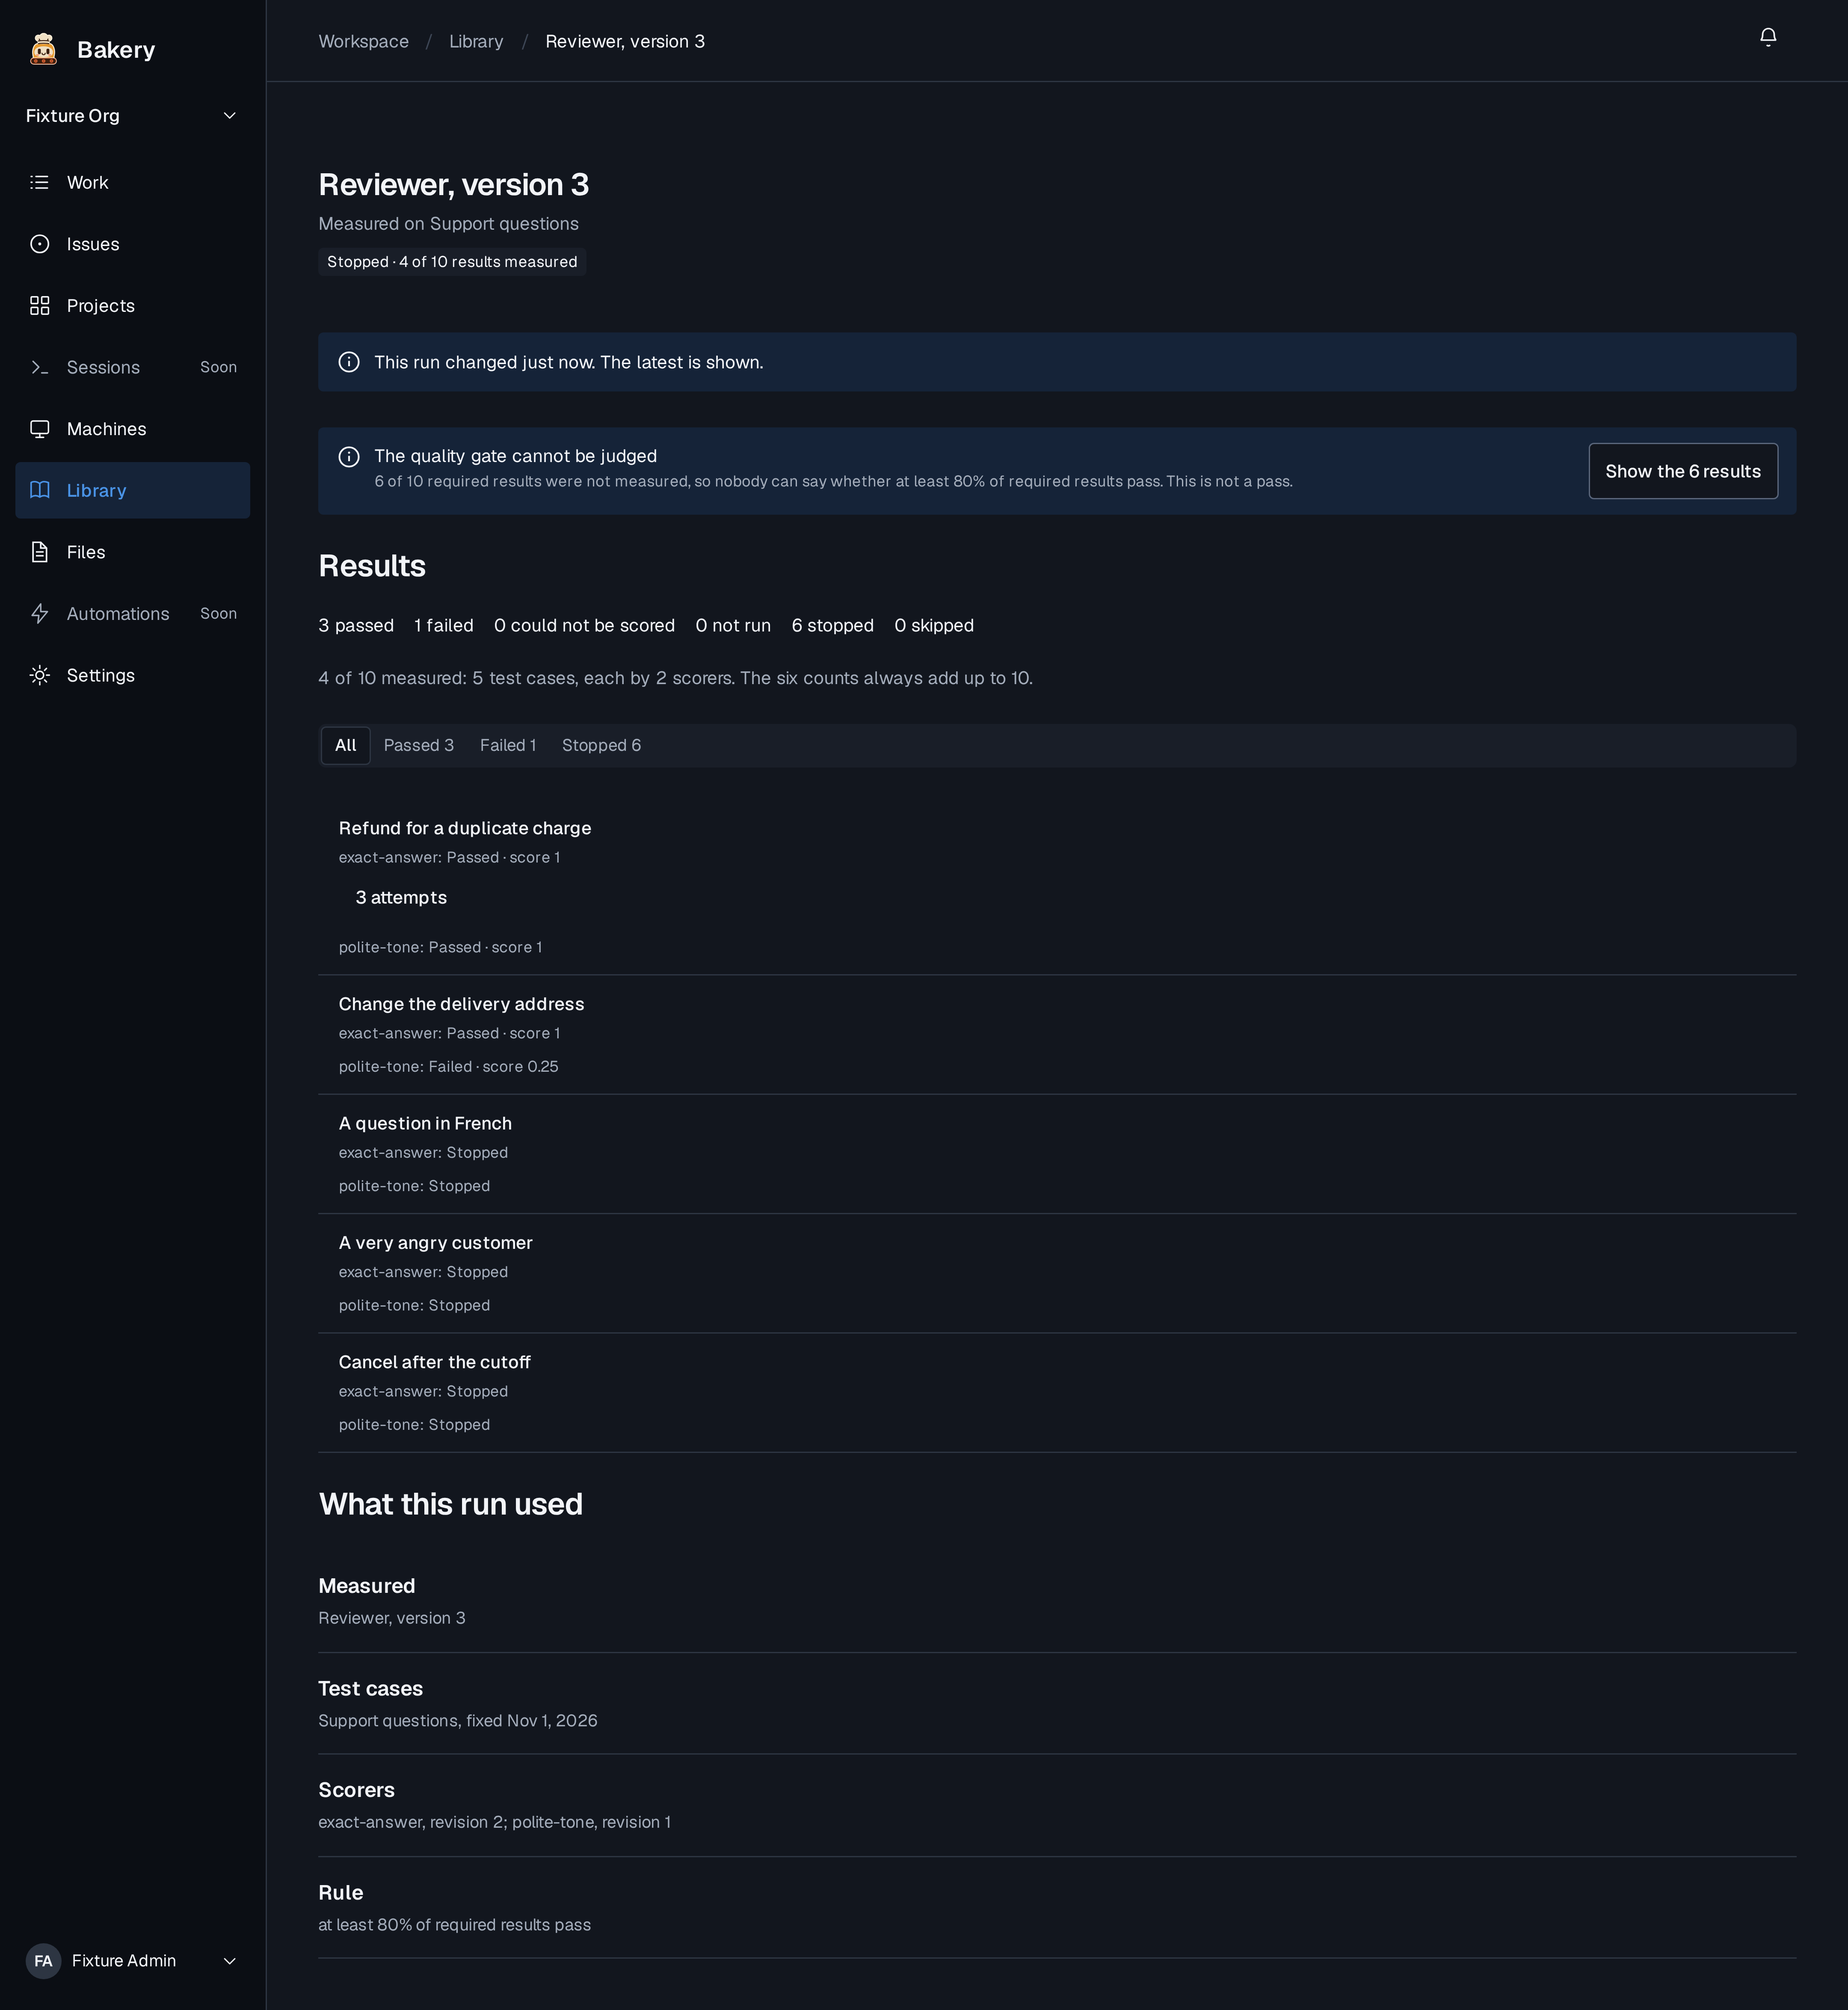 Bakery
Fixture Org
Work
Issues
Projects
Sessions Soon
Machines
Library
Files
Automations Soon
Settings
FA Fixture Admin
Workspace / Library / Reviewer, version 3
Reviewer, version 3
Measured on Support questions
Stopped · 4 of 10 results measured
This run changed just now. The latest is shown.
The quality gate cannot be judged
6 of 10 required results were not measured, so nobody can say whether at least 80% of required results pass. This is not a pass.
Show the 6 results
Results
3 passed 1 failed 0 could not be scored 0 not run 6 stopped 0 skipped
4 of 10 measured: 5 test cases, each by 2 scorers. The six counts always add up to 10.
All Passed 3 Failed 1 Stopped 6
Refund for a duplicate charge
exact-answer: Passed · score 1
3 attempts
polite-tone: Passed · score 1
Change the delivery address
exact-answer: Passed · score 1
polite-tone: Failed · score 0.25
A question in French
exact-answer: Stopped
polite-tone: Stopped
A very angry customer
exact-answer: Stopped
polite-tone: Stopped
Cancel after the cutoff
exact-answer: Stopped
polite-tone: Stopped
What this run used
Measured
Reviewer, version 3
Test cases
Support questions, fixed Nov 1, 2026
Scorers
exact-answer, revision 2; polite-tone, revision 1
Rule
at least 80% of required results pass